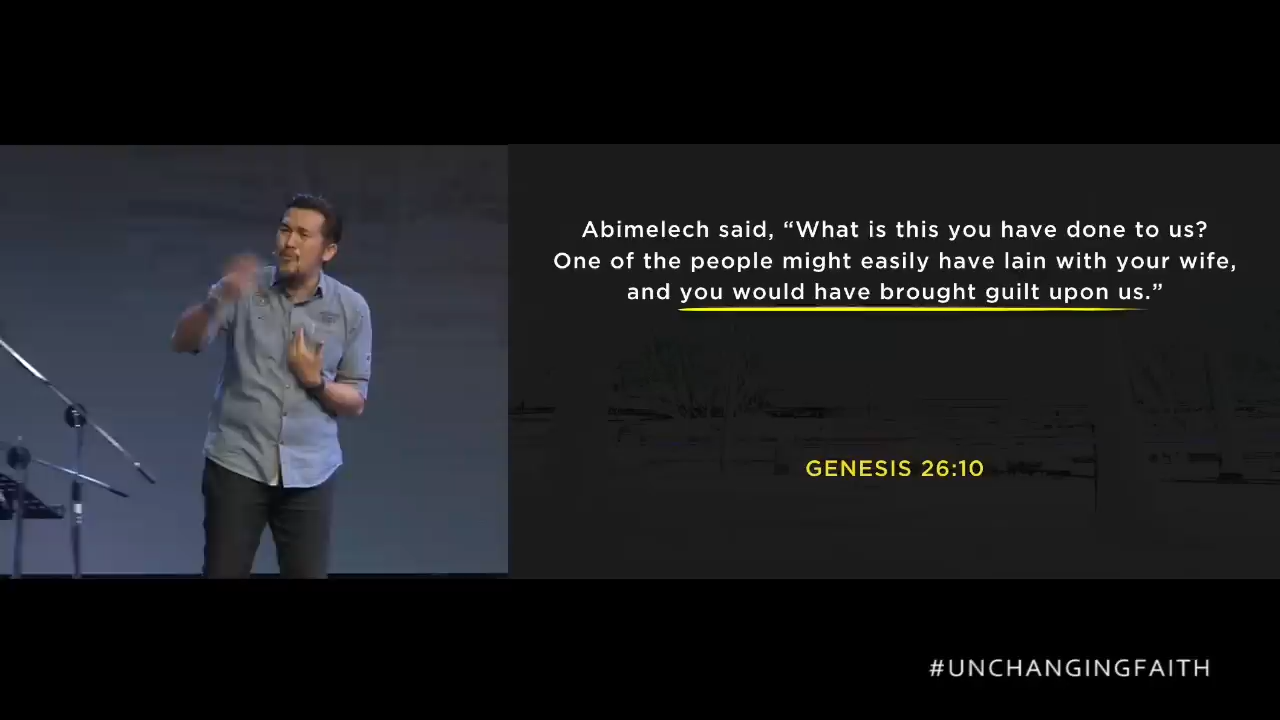 Abimelech said, “What is this you have done to us?
One of the people might easily have lain with your wife,
and you would have brought guilt upon us.”
GENESIS 26:10
#UNCHANGINGFAITH